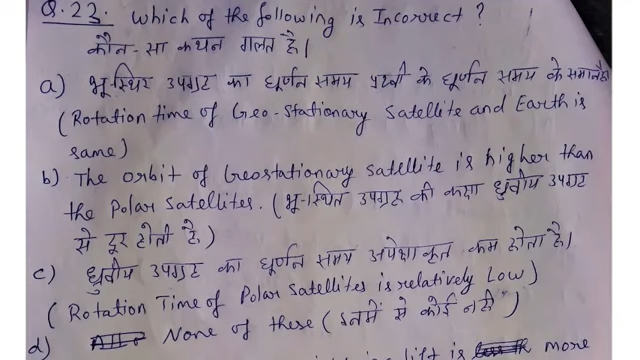 Q.23. Which of the following is Incorrect ?
कौन-सा कथन गलत है।
a) भू-स्थिर उपग्रह का घूर्णन समय पृथ्वी के घूर्णन समय के समान है।
(Rotation time of Geo-stationary Satellite and Earth is
same)
b) The orbit of Geostationary satellite is higher than
the Polar Satellites. (भू-स्थित उपग्रह की कक्षा ध्रुवीय उपग्रह
से दूर होती है)
c) ध्रुवीय उपग्रह का घूर्णन समय अपेक्षाकृत कम होता है।
(Rotation Time of Polar Satellites is relatively Low)
d) None of these (इनमें से कोई नहीं)
lift is more